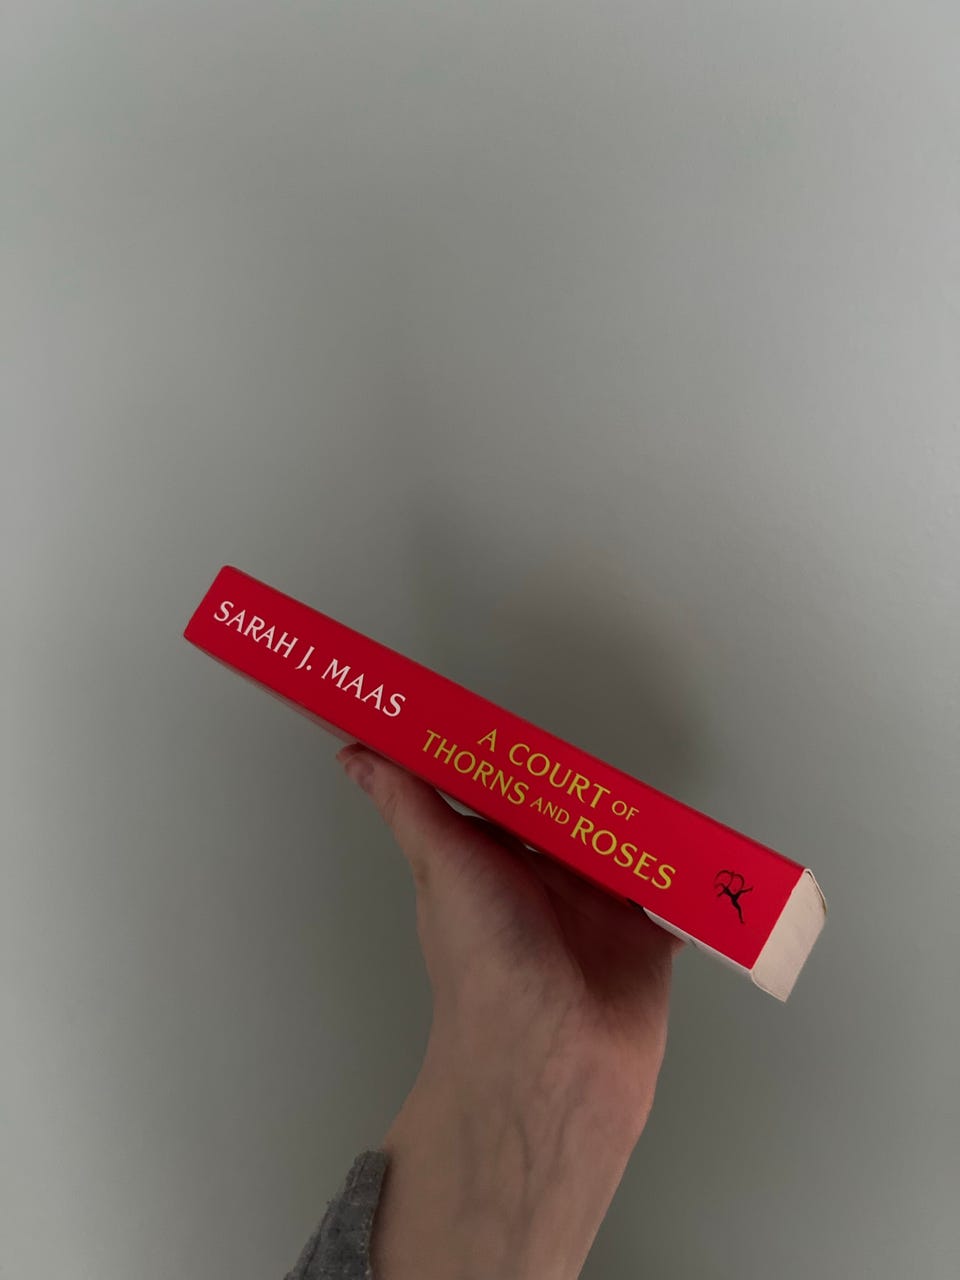 SARAH J. MAAS
A COURT OF
THORNS AND ROSES